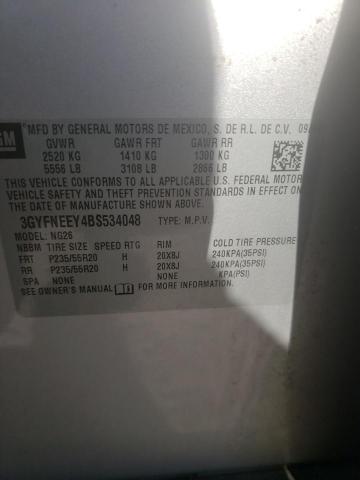 GM
MFD BY GENERAL MOTORS DE MEXICO, S. DE R.L. DE C.V.
GVWR GAWR FRT GAWR RR
2520 KG 1410 KG 1300 KG
5556 LB 3108 LB 2866 LB
THIS VEHICLE CONFORMS TO ALL APPLICABLE U.S. FEDERAL MOTOR
VEHICLE SAFETY AND THEFT PREVENTION STANDARDS IN EFFECT
ON THE DATE OF MANUFACTURE SHOWN ABOVE.
3GYFNEEY4BS534048 TYPE: M.P.V.
MODEL: NG26
NBBM TIRE SIZE SPEED RTG RIM COLD TIRE PRESSURE
FRT P235/55R20 H 20X8J 240KPA(35PSI)
RR P235/55R20 H 20X8J 240KPA(35PSI)
SPA NONE NONE KPA(PSI)
SEE OWNER'S MANUAL FOR MORE INFORMATION.